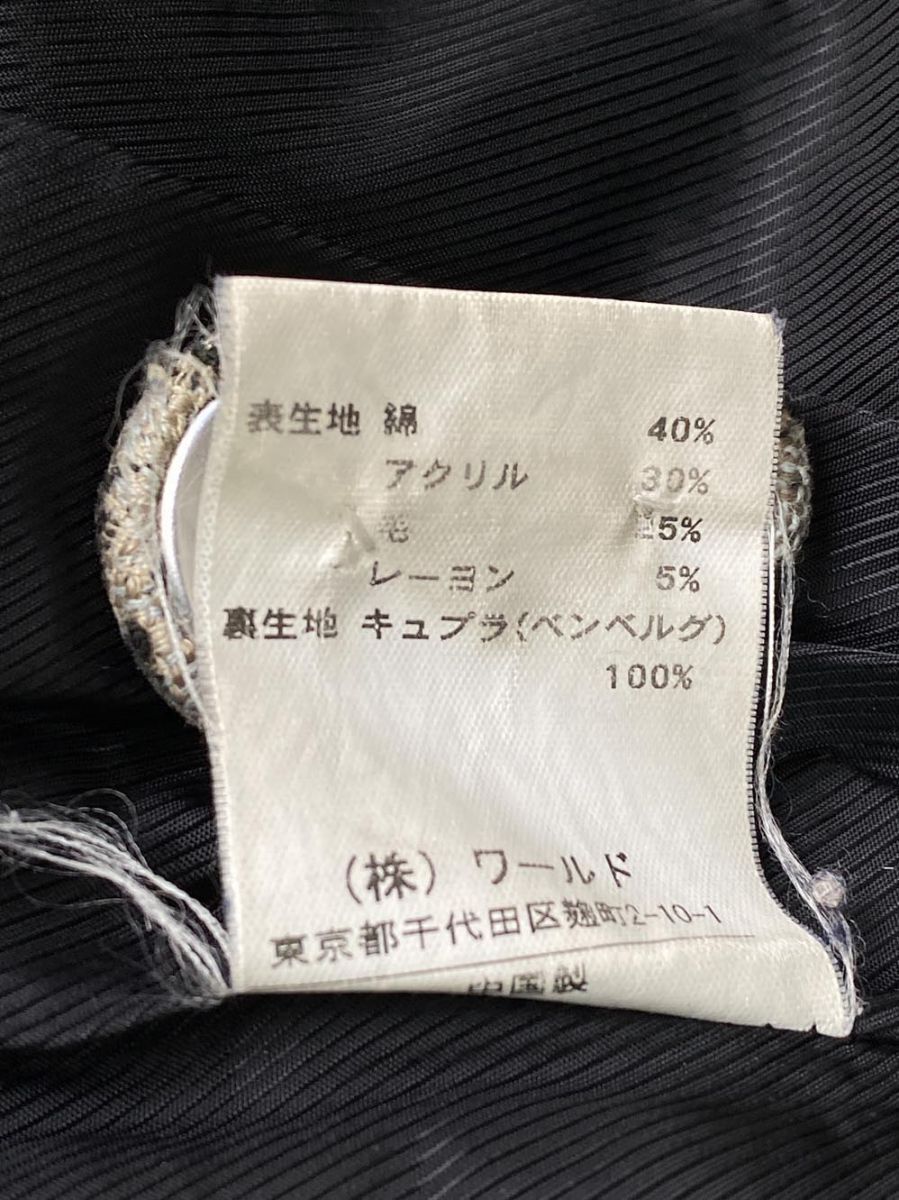 表生地 綿 40%
アクリル 30%
毛 5%
レーヨン 5%
裏生地 キュプラ(ベンベルグ)
100%
(株) ワールド
東京都千代田区麹町2-10-1
国製